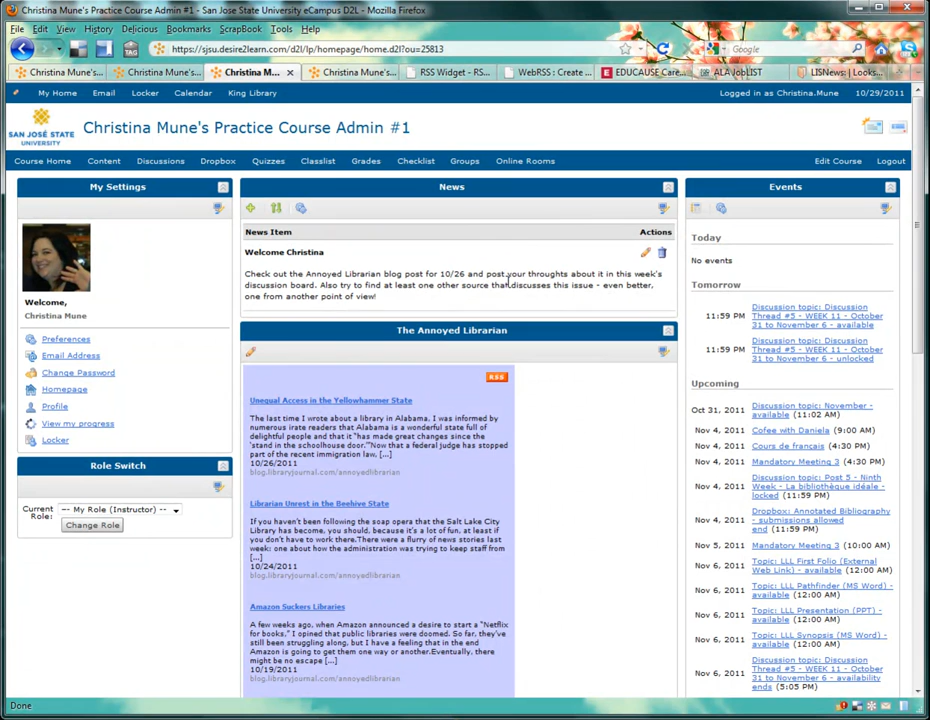 Christina Mune's Practice Course Admin #1 - San Jose State University eCampus D2L - Mozilla Firefox
File Edit View History Delicious Bookmarks ScrapBook Tools Help
https://sjsu.desire2learn.com/d2l/lp/homepage/home.d2l?ou=25813
Google
Christina Mune's...
Christina Mune's...
Christina M...
Christina Mune's...
RSS Widget - RS...
WebRSS : Create ...
EDUCAUSE Care...
ALA JobLIST
LISNews: | Looks...
My Home Email Locker Calendar King Library
Logged in as Christina.Mune 10/29/2011
SAN JOSÉ STATE
UNIVERSITY
Christina Mune's Practice Course Admin #1
Course Home Content Discussions Dropbox Quizzes Classlist Grades Checklist Groups Online Rooms
Edit Course Logout
My Settings
Welcome,
Christina Mune
Preferences
Email Address
Change Password
Homepage
Profile
View my progress
Locker
Role Switch
Current
Role:
-- My Role (Instructor) --
Change Role
News
News Item Actions
Welcome Christina
Check out the Annoyed Librarian blog post for 10/26 and post your throughts about it in this week's
discussion board. Also try to find at least one other source that discusses this issue - even better,
one from another point of view!
The Annoyed Librarian
RSS
Unequal Access in the Yellowhammer State
The last time I wrote about a library in Alabama, I was informed by
numerous irate readers that Alabama is a wonderful state full of
delightful people and that it "has made great changes since the
'stand in the schoolhouse door.'"Now that a federal judge has stopped
part of the recent immigration law, [...]
10/26/2011
blog.libraryjournal.com/annoyedlibrarian
Librarian Unrest in the Beehive State
If you haven't been following the soap opera that the Salt Lake City
Library has become, you should, because it's a lot of fun, at least if
you don't have to work there.There were a flurry of news stories last
week: one about how the administration was trying to keep staff from
[...]
10/24/2011
blog.libraryjournal.com/annoyedlibrarian
Amazon Suckers Libraries
A few weeks ago, when Amazon announced a desire to start a "Netflix
for books," I opined that public libraries were doomed. So far, they've
still been struggling along, but I have a feeling that in the end
Amazon is going to get them one way or another.Eventually, there
might be no escape [...]
10/19/2011
blog.libraryjournal.com/annoyedlibrarian
Events
Today
No events
Tomorrow
11:59 PM Discussion topic: Discussion
Thread #5 - WEEK 11 - October
31 to November 6 - available
11:59 PM Discussion topic: Discussion
Thread #5 - WEEK 11 - October
31 to November 6 - unlocked
Upcoming
Oct 31, 2011 Discussion topic: November -
available (11:02 AM)
Nov 4, 2011 Cofee with Daniela (9:00 AM)
Nov 4, 2011 Cours de français (4:30 PM)
Nov 4, 2011 Mandatory Meeting 3 (4:30 PM)
Nov 4, 2011 Discussion topic: Post 5 - Ninth
Week - La bibliothèque idéale -
locked (11:59 PM)
Nov 4, 2011 Dropbox: Annotated Bibliography
- submissions allowed
end (11:59 PM)
Nov 5, 2011 Mandatory Meeting 3 (10:00 AM)
Nov 6, 2011 Topic: LLL First Folio (External
Web Link) - available (12:00 AM)
Nov 6, 2011 Topic: LLL Pathfinder (MS Word) -
available (12:00 AM)
Nov 6, 2011 Topic: LLL Presentation (PPT) -
available (12:00 AM)
Nov 6, 2011 Topic: LLL Synopsis (MS Word) -
available (12:00 AM)
Nov 6, 2011 Discussion topic: Discussion
Thread #5 - WEEK 11 - October
31 to November 6 - availability
ends (5:05 PM)
Done